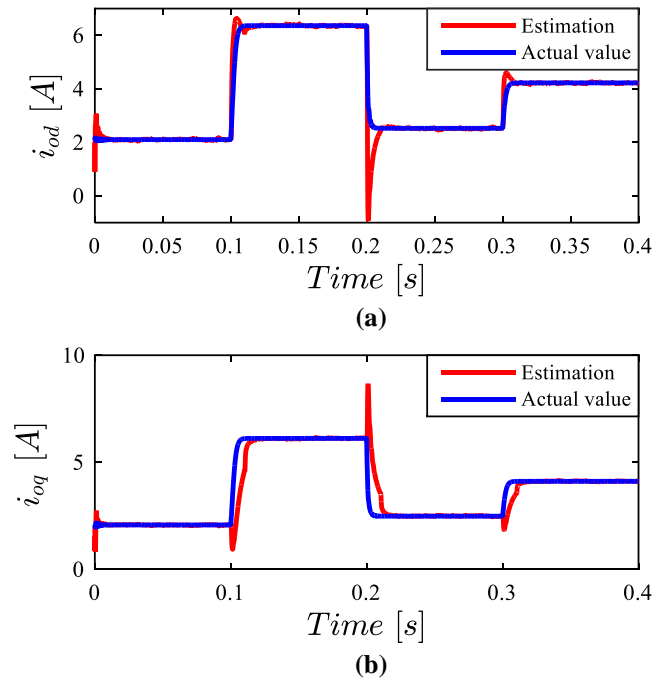 6
4
2
0
i_{od} [A]
Estimation
Actual value
0 0.05 0.1 0.15 0.2 0.25 0.3 0.35 0.4
Time [s]
(a)
10
5
0
i_{oq} [A]
Estimation
Actual value
0 0.1 0.2 0.3 0.4
Time [s]
(b)